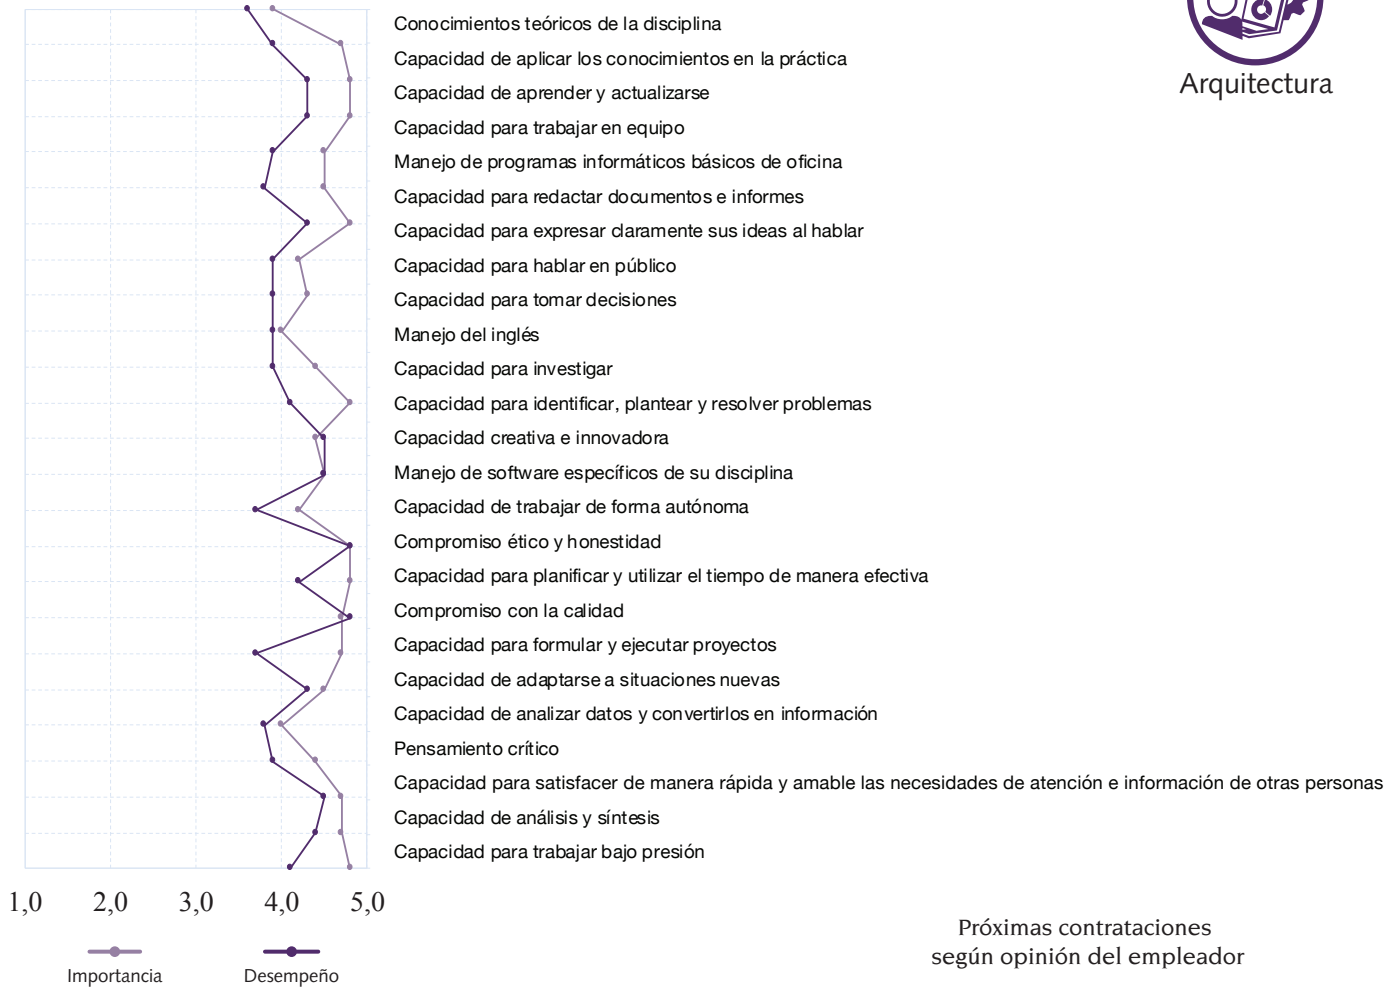 Conocimientos teóricos de la disciplina
Capacidad de aplicar los conocimientos en la práctica
Capacidad de aprender y actualizarse
Capacidad para trabajar en equipo
Manejo de programas informáticos básicos de oficina
Capacidad para redactar documentos e informes
Capacidad para expresar claramente sus ideas al hablar
Capacidad para hablar en público
Capacidad para tomar decisiones
Manejo del inglés
Capacidad para investigar
Capacidad para identificar, plantear y resolver problemas
Capacidad creativa e innovadora
Manejo de software específicos de su disciplina
Capacidad de trabajar de forma autónoma
Compromiso ético y honestidad
Capacidad para planificar y utilizar el tiempo de manera efectiva
Compromiso con la calidad
Capacidad para formular y ejecutar proyectos
Capacidad de adaptarse a situaciones nuevas
Capacidad de analizar datos y convertirlos en información
Pensamiento crítico
Capacidad para satisfacer de manera rápida y amable las necesidades de atención e información de otras personas
Capacidad de análisis y síntesis
Capacidad para trabajar bajo presión
1,0 2,0 3,0 4,0 5,0
Importancia Desempeño
Arquitectura
Próximas contrataciones
según opinión del empleador